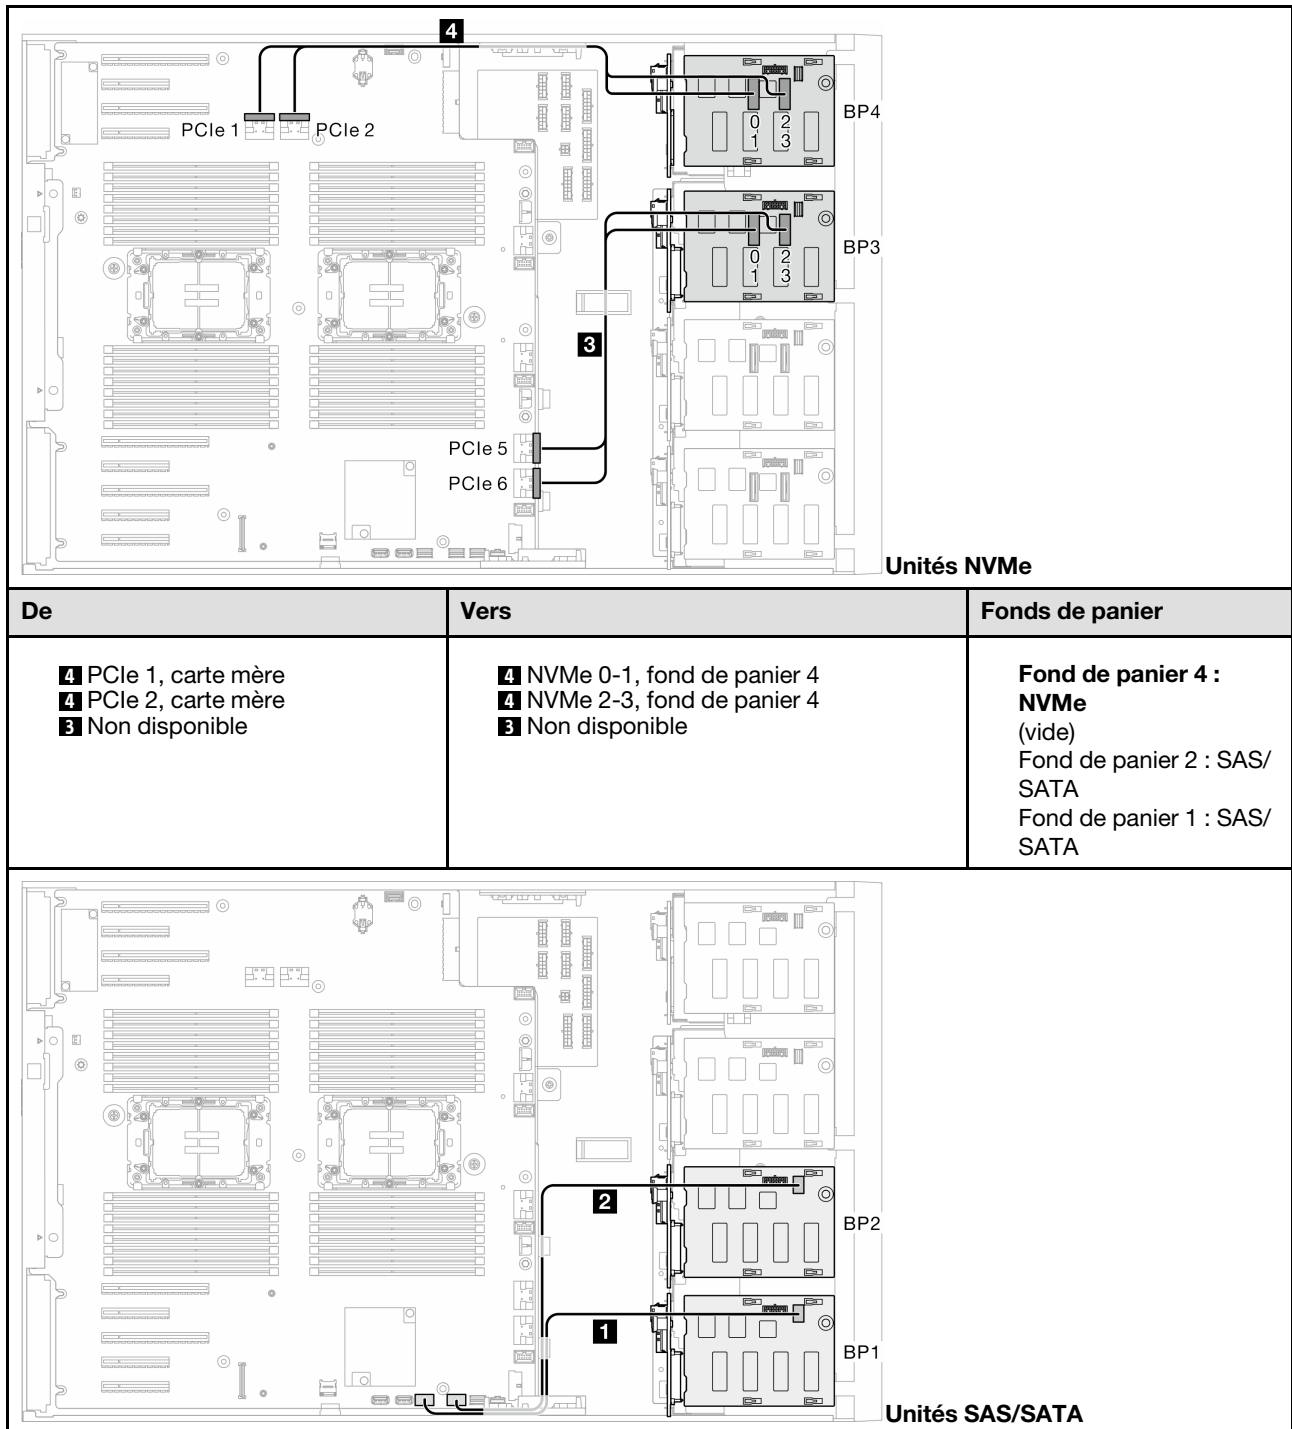 4
PCIe 1
PCIe 2
0
1
2
3
BP4
0
1
2
3
BP3
3
PCIe 5
PCIe 6
Unités NVMe
De
Vers
Fonds de panier
4 PCIe 1, carte mère
4 PCIe 2, carte mère
3 Non disponible
4 NVMe 0-1, fond de panier 4
4 NVMe 2-3, fond de panier 4
3 Non disponible
Fond de panier 4 :
NVMe
(vide)
Fond de panier 2 : SAS/
SATA
Fond de panier 1 : SAS/
SATA
2
BP2
1
BP1
Unités SAS/SATA